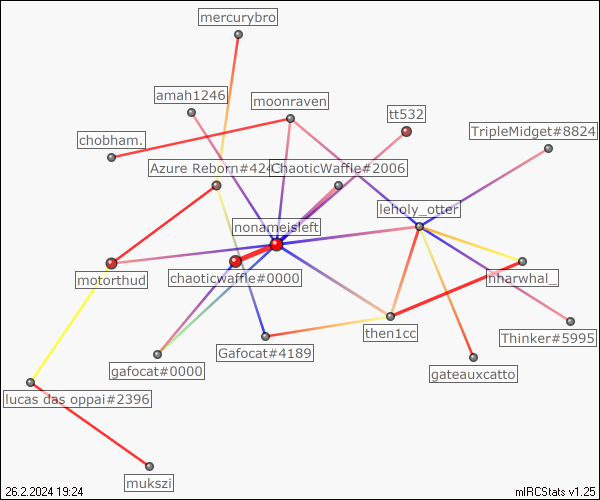 mercurybro
amah1246
moonraven
tt532
chobham.
TripleMidget#8824
Azure Reborn#424
ChaoticWaffle#2006
leholy_otter
nonameisleft
motorthud
chaoticwaffle#0000
nharwhal_
then1cc
Thinker#5995
Gafocat#4189
gafocat#0000
gateauxcatto
lucas das oppai#2396
mukszi
26.2.2024 19:24
mIRCStats v1.25